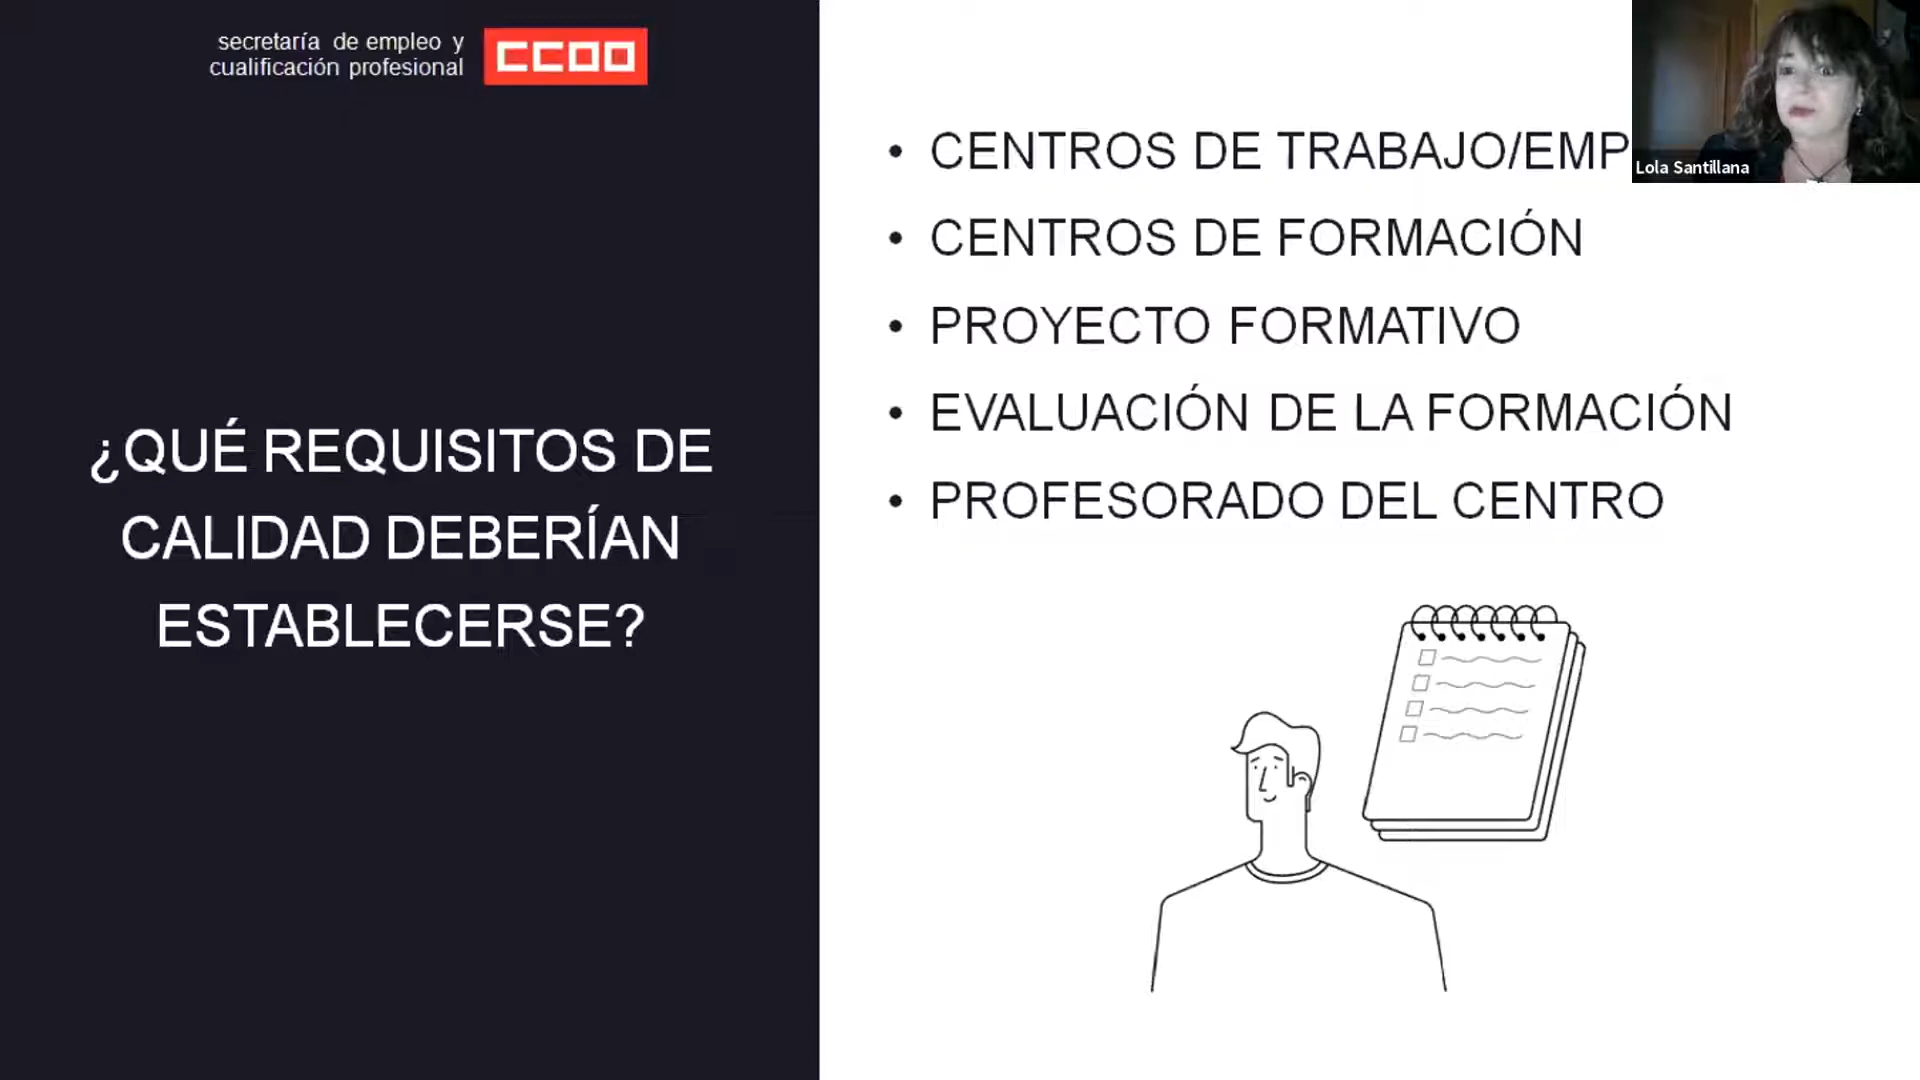 secretaría de empleo y
cualificación profesional
CCOO
¿QUÉ REQUISITOS DE
CALIDAD DEBERÍAN
ESTABLECERSE?
• CENTROS DE TRABAJO/EMP
• CENTROS DE FORMACIÓN
• PROYECTO FORMATIVO
• EVALUACIÓN DE LA FORMACIÓN
• PROFESORADO DEL CENTRO
Lola Santillana